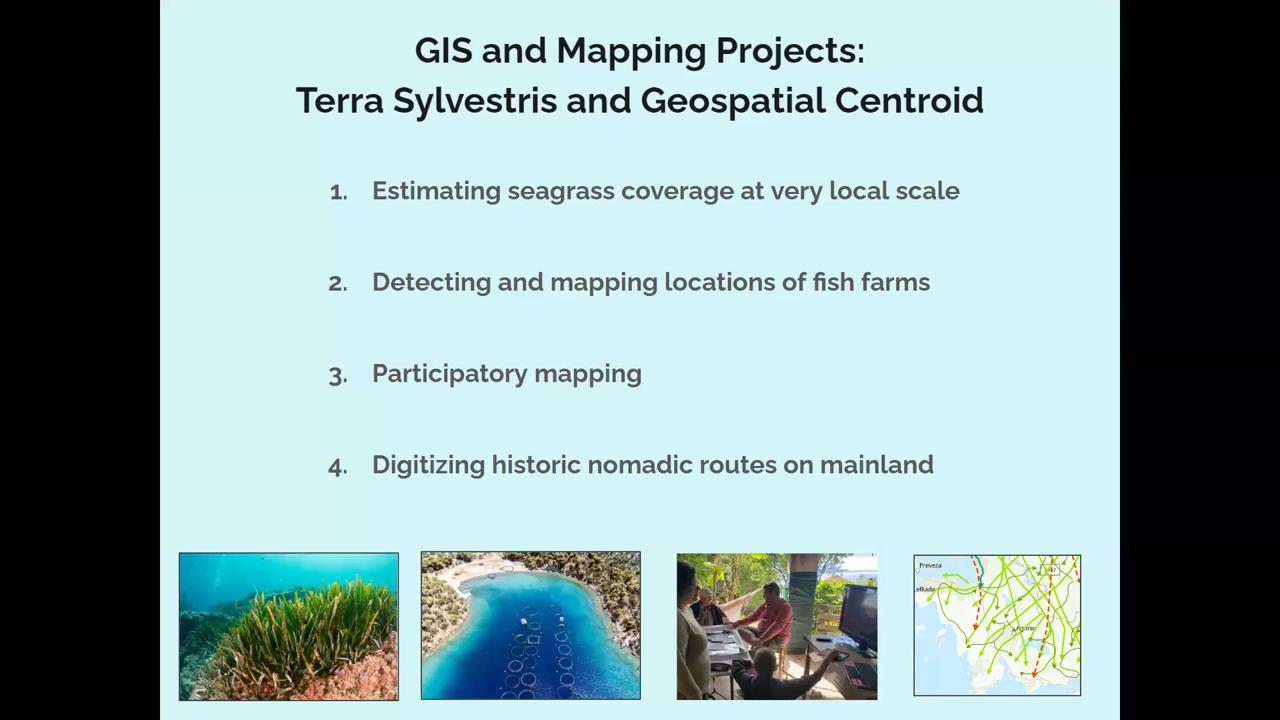 GIS and Mapping Projects:
Terra Sylvestris and Geospatial Centroid
1. Estimating seagrass coverage at very local scale
2. Detecting and mapping locations of fish farms
3. Participatory mapping
4. Digitizing historic nomadic routes on mainland
Preveza
efkada